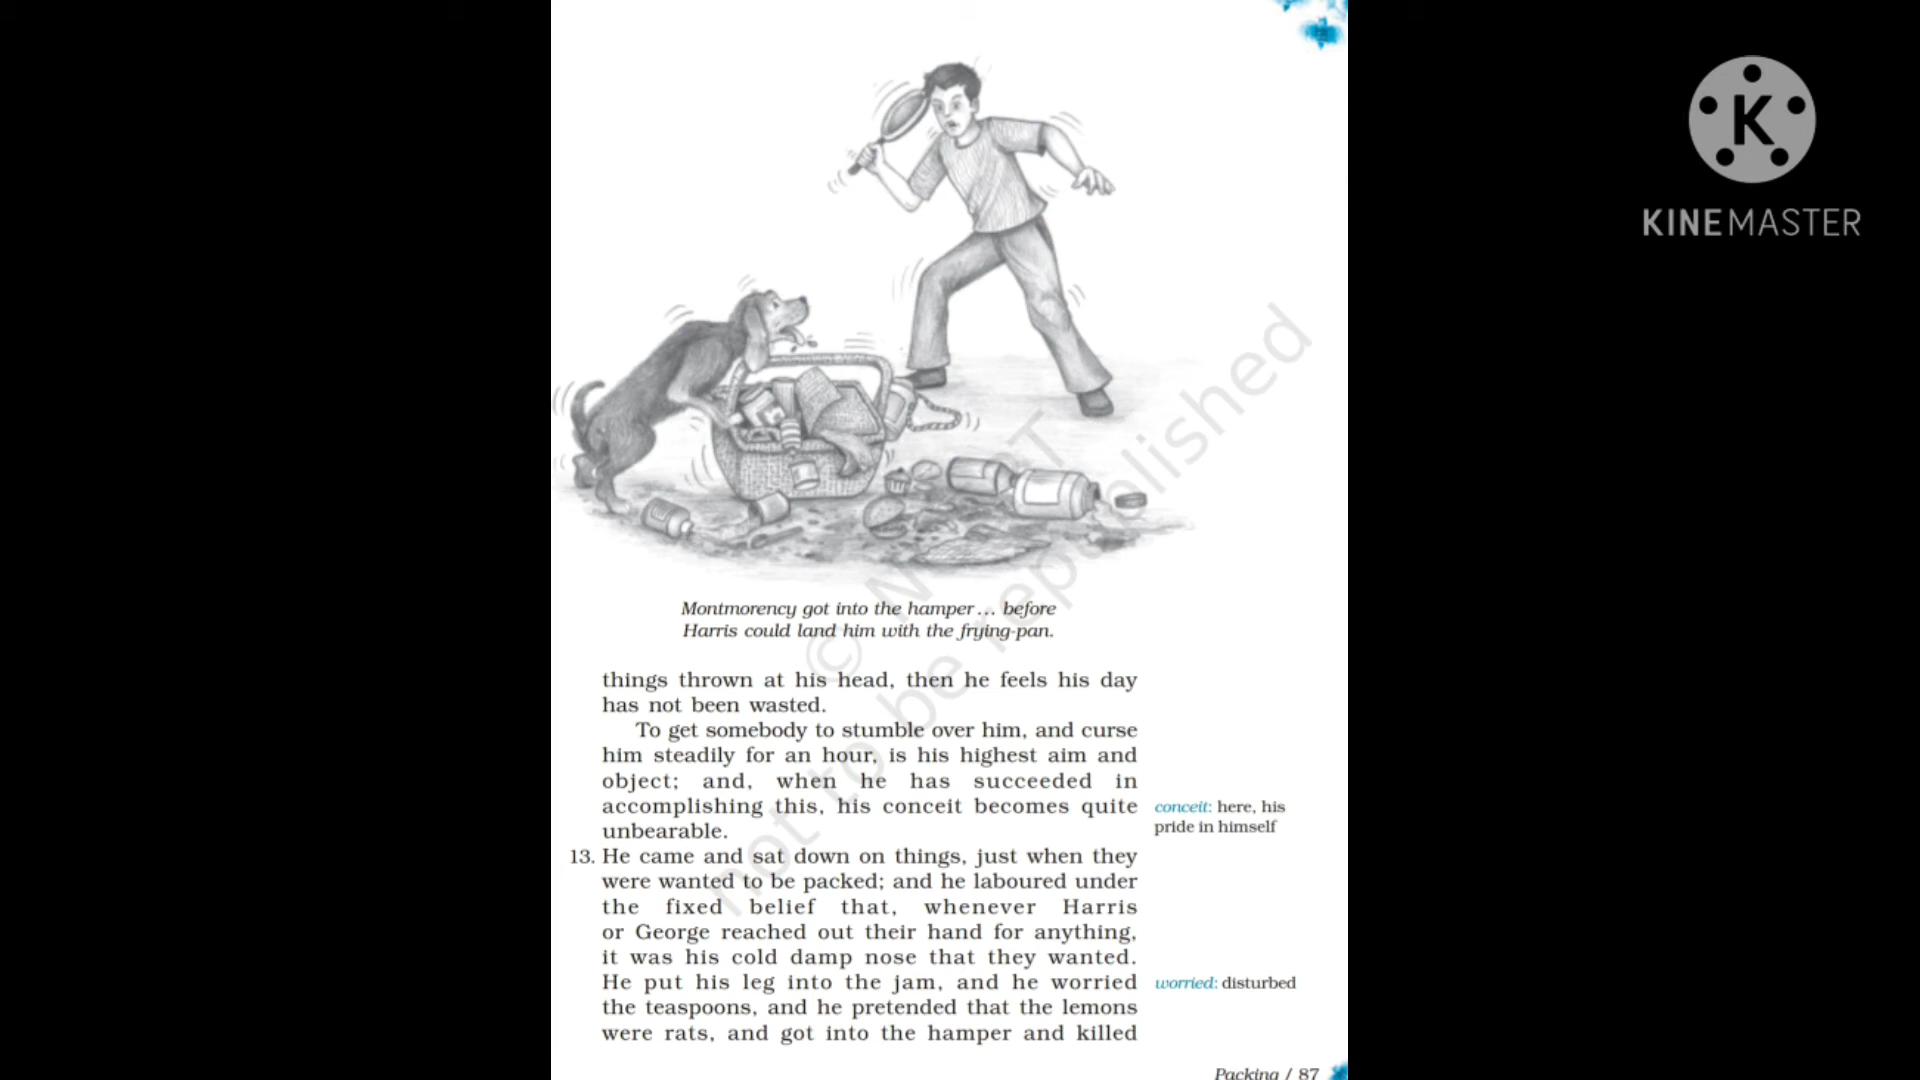 K
KINEMASTER
© NCERT
not to be republished
Montmorency got into the hamper... before
Harris could land him with the frying-pan.
things thrown at his head, then he feels his day
has not been wasted.
To get somebody to stumble over him, and curse
him steadily for an hour, is his highest aim and
object; and, when he has succeeded in
accomplishing this, his conceit becomes quite
unbearable.
conceit: here, his
pride in himself
13. He came and sat down on things, just when they
were wanted to be packed; and he laboured under
the fixed belief that, whenever Harris
or George reached out their hand for anything,
it was his cold damp nose that they wanted.
He put his leg into the jam, and he worried
the teaspoons, and he pretended that the lemons
were rats, and got into the hamper and killed
worried: disturbed
Packing / 87